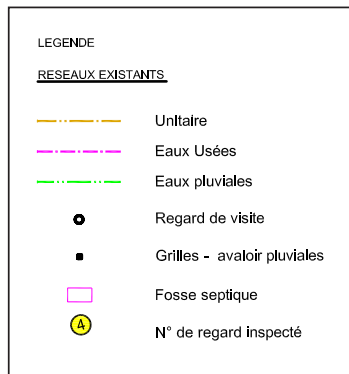 LEGENDE
RESEAUX EXISTANTS
Unitaire
Eaux Usées
Eaux pluviales
Regard de visite
Grilles - avaloir pluviales
Fosse septique
4 N° de regard inspecté